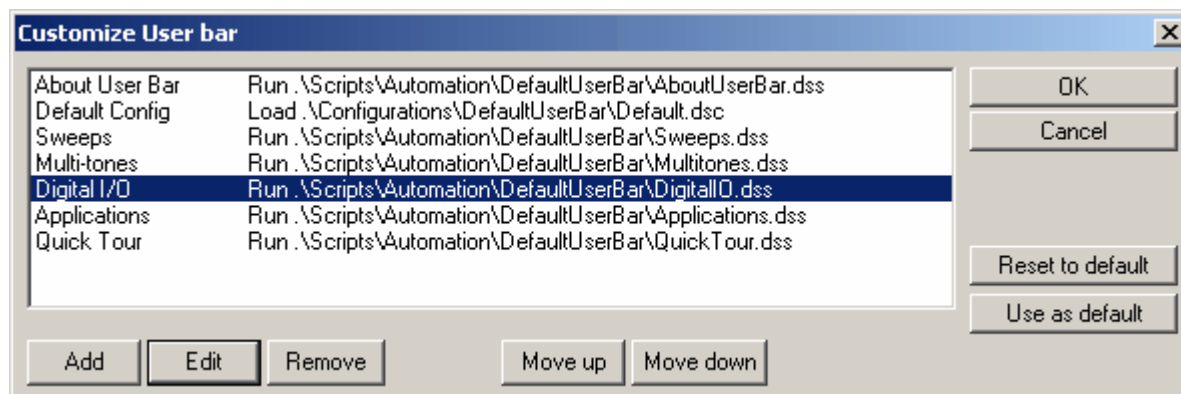 Customize User bar
About User Bar Run .\Scripts\Automation\DefaultUserBar\AboutUserBar.dss
Default Config Load .\Configurations\DefaultUserBar\Default.dsc
Sweeps Run .\Scripts\Automation\DefaultUserBar\Sweeps.dss
Multi-tones Run .\Scripts\Automation\DefaultUserBar\Multitones.dss
Digital I/O Run .\Scripts\Automation\DefaultUserBar\DigitalIO.dss
Applications Run .\Scripts\Automation\DefaultUserBar\Applications.dss
Quick Tour Run .\Scripts\Automation\DefaultUserBar\QuickTour.dss
OK
Cancel
Reset to default
Use as default
Add Edit Remove Move up Move down